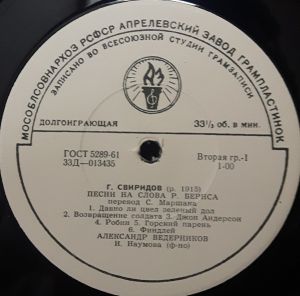 МОСОБЛСОВНАРХОЗ РСФСР АПРЕЛЕВСКИЙ ЗАВОД ГРАМПЛАСТИНОК
ЗАПИСАНО ВО ВСЕСОЮЗНОЙ СТУДИИ ГРАМЗАПИСИ
ДОЛГОИГРАЮЩАЯ 33⅓ об. в мин.
ГОСТ 5289-61 Вторая гр.-I
33Д—013435 1-00
Г. СВИРИДОВ (р. 1915)
ПЕСНИ НА СЛОВА Р. БЕРНСА
перевод С. Маршака
1. Давно ли цвел зеленый дол
2. Возвращение солдата 3. Джон Андерсон
4. Робин 5. Горский парень
6. Финдлей
АЛЕКСАНДР ВЕДЕРНИКОВ
И. Наумова (ф-но)